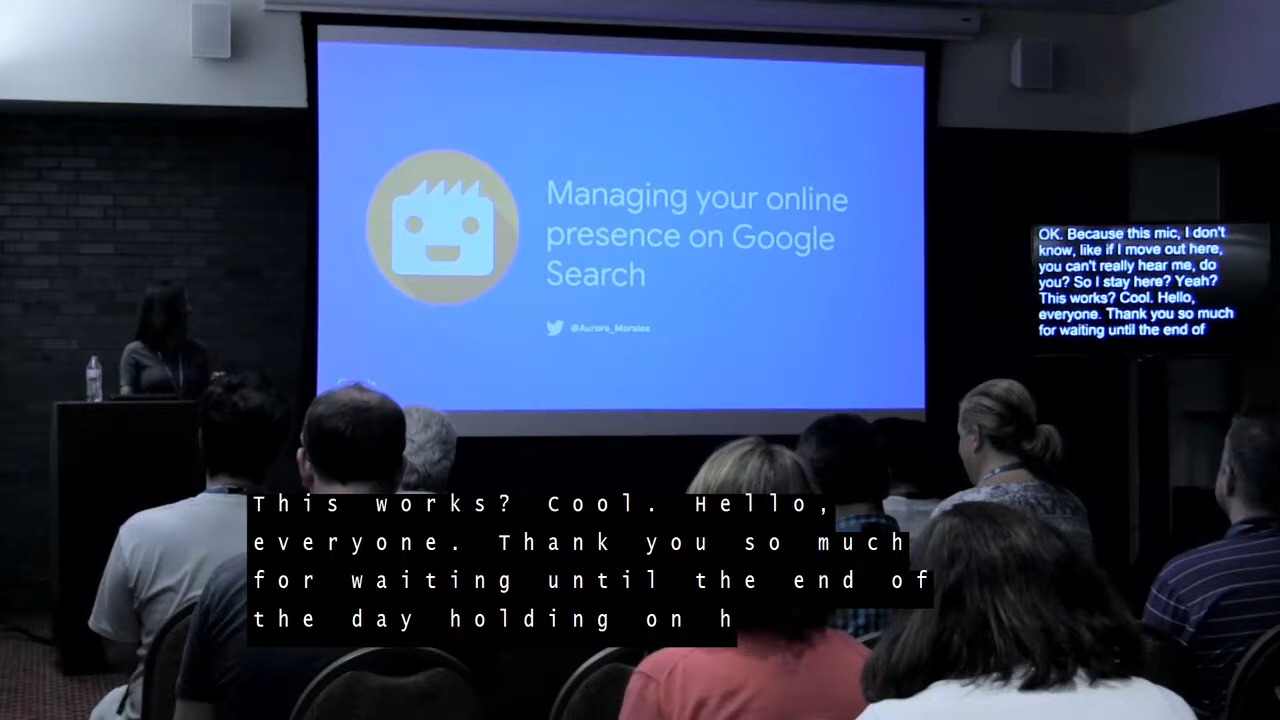 Managing your online
presence on Google
Search
@Aurora_Morales
OK. Because this mic, I don't
know, like if I move out here,
you can't really hear me, do
you? So I stay here? Yeah?
This works? Cool. Hello,
everyone. Thank you so much
for waiting until the end of
This works? Cool. Hello,
everyone. Thank you so much
for waiting until the end of
the day holding on h